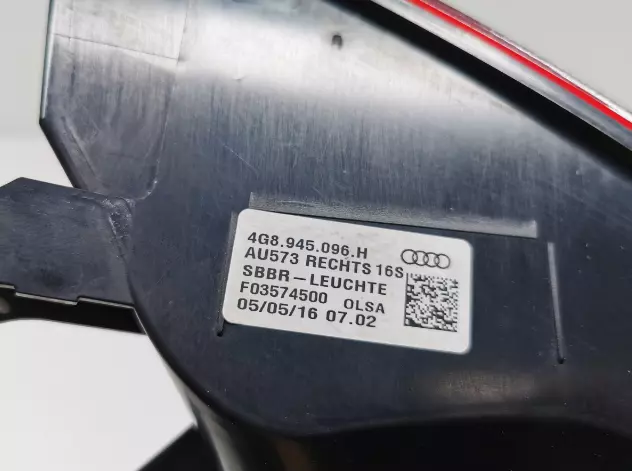 4G8.945.096.H
AU573 RECHTS 16S
SBBR-LEUCHTE
F03574500 OLSA
05/05/16 07.02